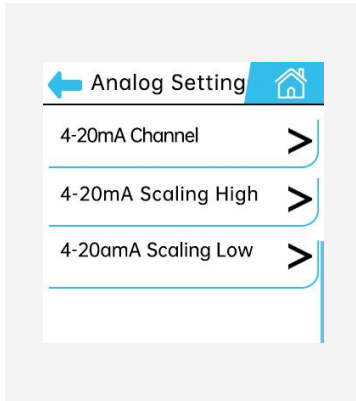 Analog Setting
4-20mA Channel
4-20mA Scaling High
4-20amA Scaling Low